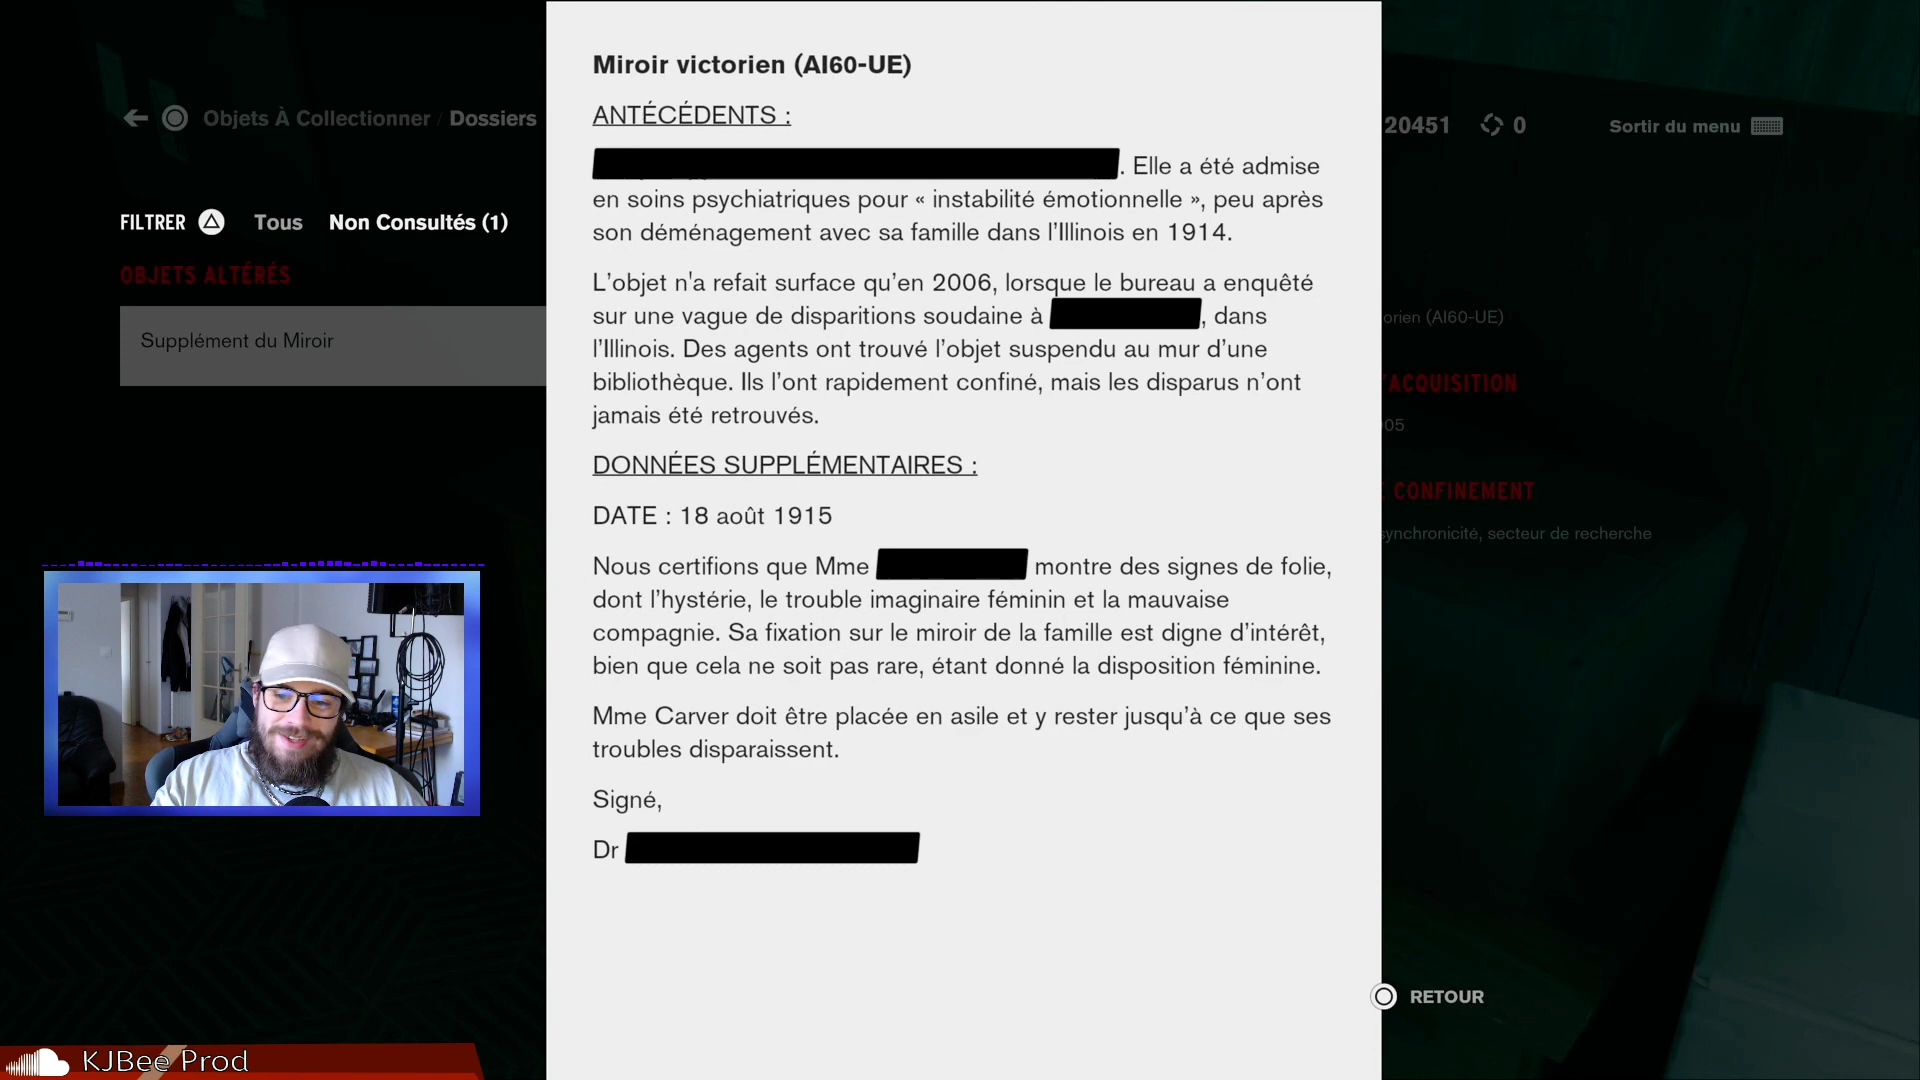 Miroir victorien (AI60-UE)
ANTÉCÉDENTS :
. Elle a été admise
en soins psychiatriques pour « instabilité émotionnelle », peu après
son déménagement avec sa famille dans l’Illinois en 1914.
L’objet n'a refait surface qu’en 2006, lorsque le bureau a enquêté
sur une vague de disparitions soudaine à , dans
l’Illinois. Des agents ont trouvé l’objet suspendu au mur d’une
bibliothèque. Ils l’ont rapidement confiné, mais les disparus n’ont
jamais été retrouvés.
DONNÉES SUPPLÉMENTAIRES :
DATE : 18 août 1915
Nous certifions que Mme montre des signes de folie,
dont l’hystérie, le trouble imaginaire féminin et la mauvaise
compagnie. Sa fixation sur le miroir de la famille est digne d’intérêt,
bien que cela ne soit pas rare, étant donné la disposition féminine.
Mme Carver doit être placée en asile et y rester jusqu’à ce que ses
troubles disparaissent.
Signé,
Dr
Objets À Collectionner / Dossiers
FILTRER Tous Non Consultés (1)
OBJETS ALTÉRÉS
Supplément du Miroir
20451 0 Sortir du menu
orien (AI60-UE)
'ACQUISITION
05
CONFINEMENT
synchronicité, secteur de recherche
RETOUR
KJBee Prod